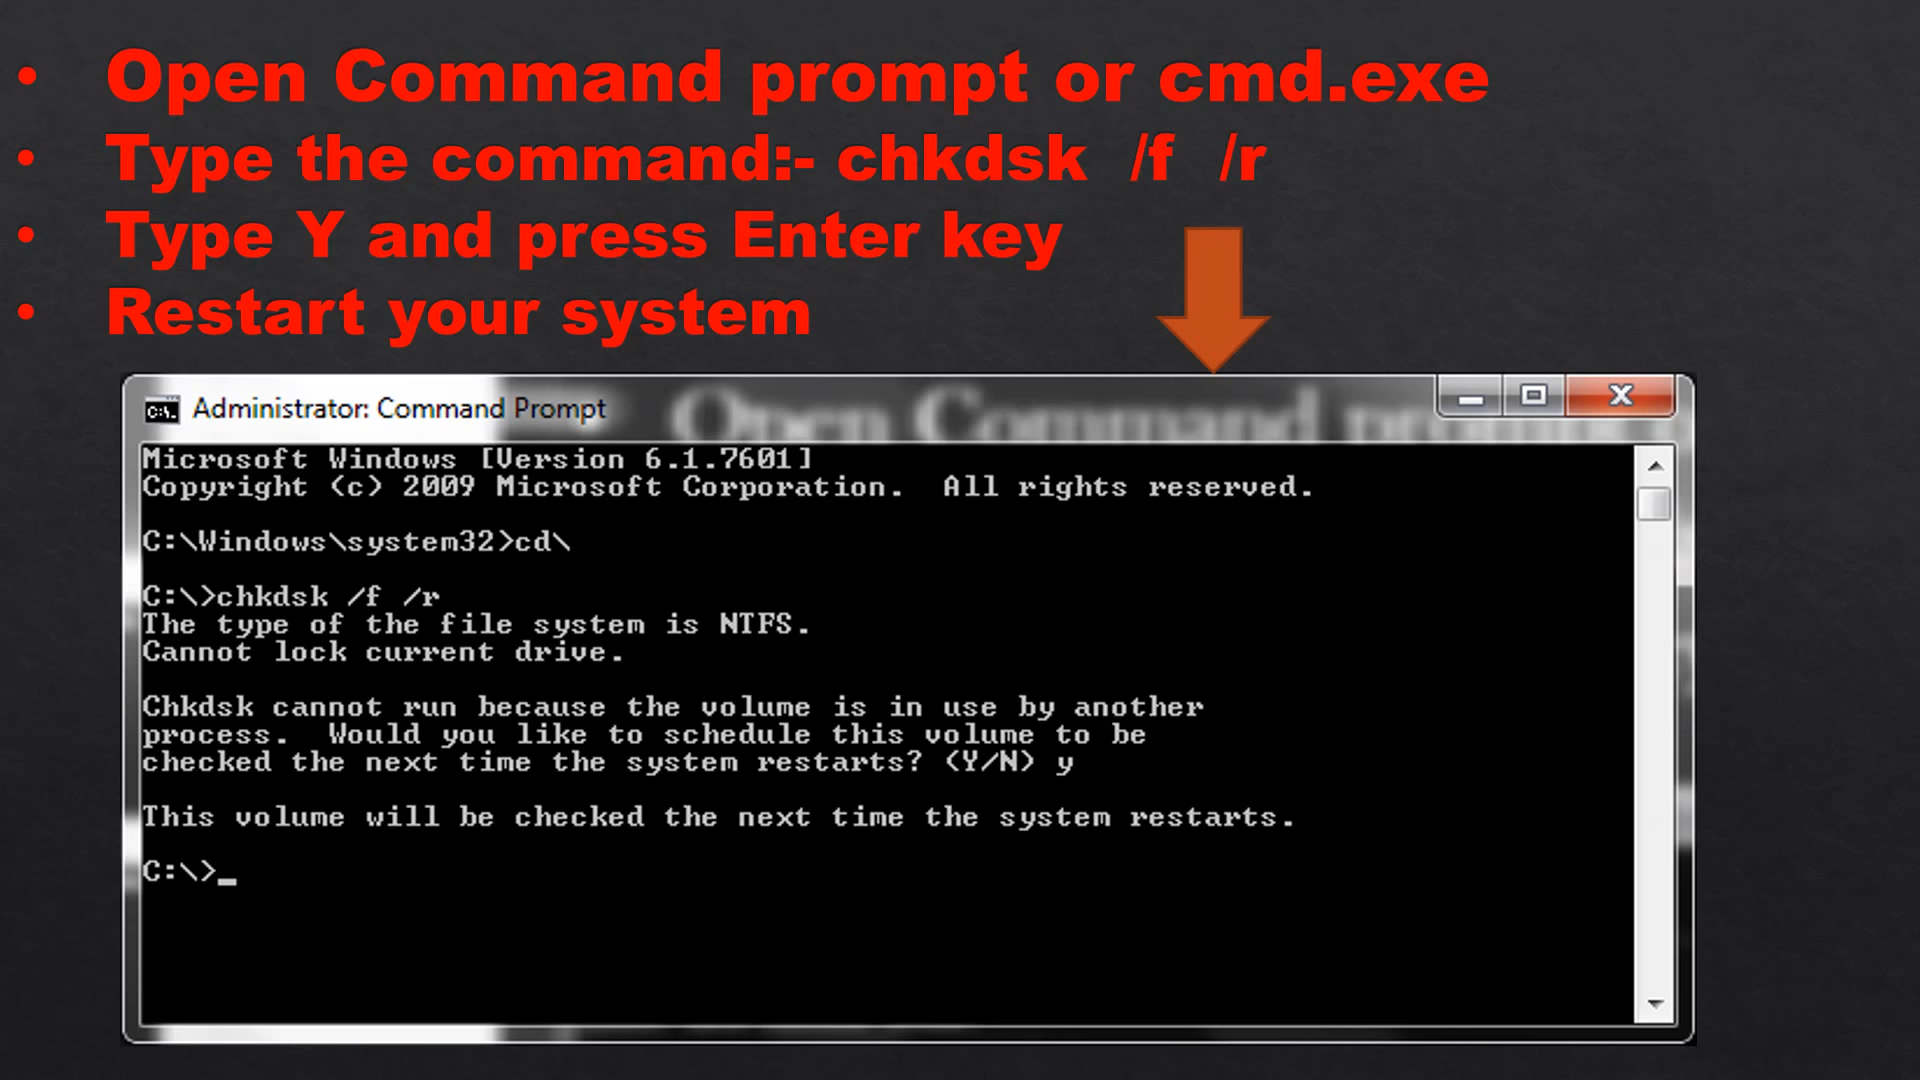 • Open Command prompt or cmd.exe
• Type the command:- chkdsk /f /r
• Type Y and press Enter key
• Restart your system
C:\. Administrator: Command Prompt
Open Command prompt
Microsoft Windows [Version 6.1.7601]
Copyright (c) 2009 Microsoft Corporation.  All rights reserved.
C:\Windows\system32>cd\
C:\>chkdsk /f /r
The type of the file system is NTFS.
Cannot lock current drive.
Chkdsk cannot run because the volume is in use by another
process.  Would you like to schedule this volume to be
checked the next time the system restarts? (Y/N) y
This volume will be checked the next time the system restarts.
C:\>_